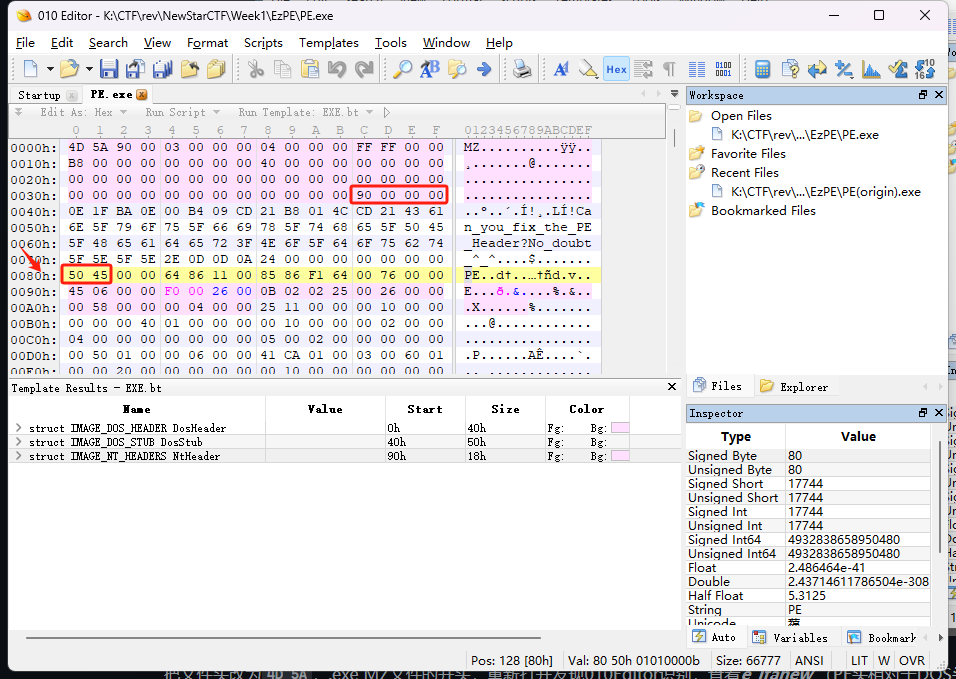 010 Editor - K:\CTF\rev\NewStarCTF\Week1\EzPE\PE.exe
File Edit Search View Format Scripts Templates Tools Window Help
Startup PE.exe
Edit As: Hex Run Script Run Template: EXE.bt
0 1 2 3 4 5 6 7 8 9 A B C D E F 0123456789ABCDEF
0000h: 4D 5A 90 00 03 00 00 00 04 00 00 00 FF FF 00 00 MZ..........ÿÿ..
0010h: B8 00 00 00 00 00 00 00 40 00 00 00 00 00 00 00 ¸.......@.......
0020h: 00 00 00 00 00 00 00 00 00 00 00 00 00 00 00 00 ................
0030h: 00 00 00 00 00 00 00 00 00 00 00 00 90 00 00 00 ................
0040h: 0E 1F BA 0E 00 B4 09 CD 21 B8 01 4C CD 21 43 61 ..º..´.Í!¸.LÍ!Ca
0050h: 6E 5F 79 6F 75 5F 66 69 78 5F 74 68 65 5F 50 45 n_you_fix_the_PE
0060h: 5F 48 65 61 64 65 72 3F 4E 6F 5F 64 6F 75 62 74 _Header?No_doubt
0070h: 5F 5E 5F 5E 2E 0D 0D 0A 24 00 00 00 00 00 00 00 _^_^....$.......
0080h: 50 45 00 00 64 86 11 00 85 86 F1 64 00 76 00 00 PE..d†..…†ñd.v..
0090h: 45 06 00 00 F0 00 26 00 0B 02 02 25 00 26 00 00 E...ð.&....%.&..
00A0h: 00 58 00 00 00 04 00 00 25 11 00 00 00 10 00 00 .X......%.......
00B0h: 00 00 00 40 01 00 00 00 00 10 00 00 00 02 00 00 ...@............
00C0h: 04 00 00 00 00 00 00 00 05 00 02 00 00 00 00 00 ................
00D0h: 00 50 01 00 00 06 00 00 41 CA 01 00 03 00 60 01 .P......AÊ....`.
00E0h: 00 00 20 00 00 00 00 00 00 10 00 00 00 00 00 00
Template Results - EXE.bt
Name Value Start Size Color
struct IMAGE_DOS_HEADER DosHeader 0h 40h Fg: Bg:
struct IMAGE_DOS_STUB DosStub 40h 50h Fg: Bg:
struct IMAGE_NT_HEADERS NtHeader 90h 18h Fg: Bg:
Workspace
Open Files
K:\CTF\rev\...\EzPE\PE.exe
Favorite Files
Recent Files
K:\CTF\rev\...\EzPE\PE(origin).exe
Bookmarked Files
Files Explorer
Inspector
Type Value
Signed Byte 80
Unsigned Byte 80
Signed Short 17744
Unsigned Short 17744
Signed Int 17744
Unsigned Int 17744
Signed Int64 4932838658950480
Unsigned Int64 4932838658950480
Float 2.486464e-41
Double 2.43714611786504e-308
Half Float 5.3125
String PE
Unicode
Auto Variables Bookmark
Pos: 128 [80h] Val: 80 50h 01010000b Size: 66777 ANSI LIT W OVR